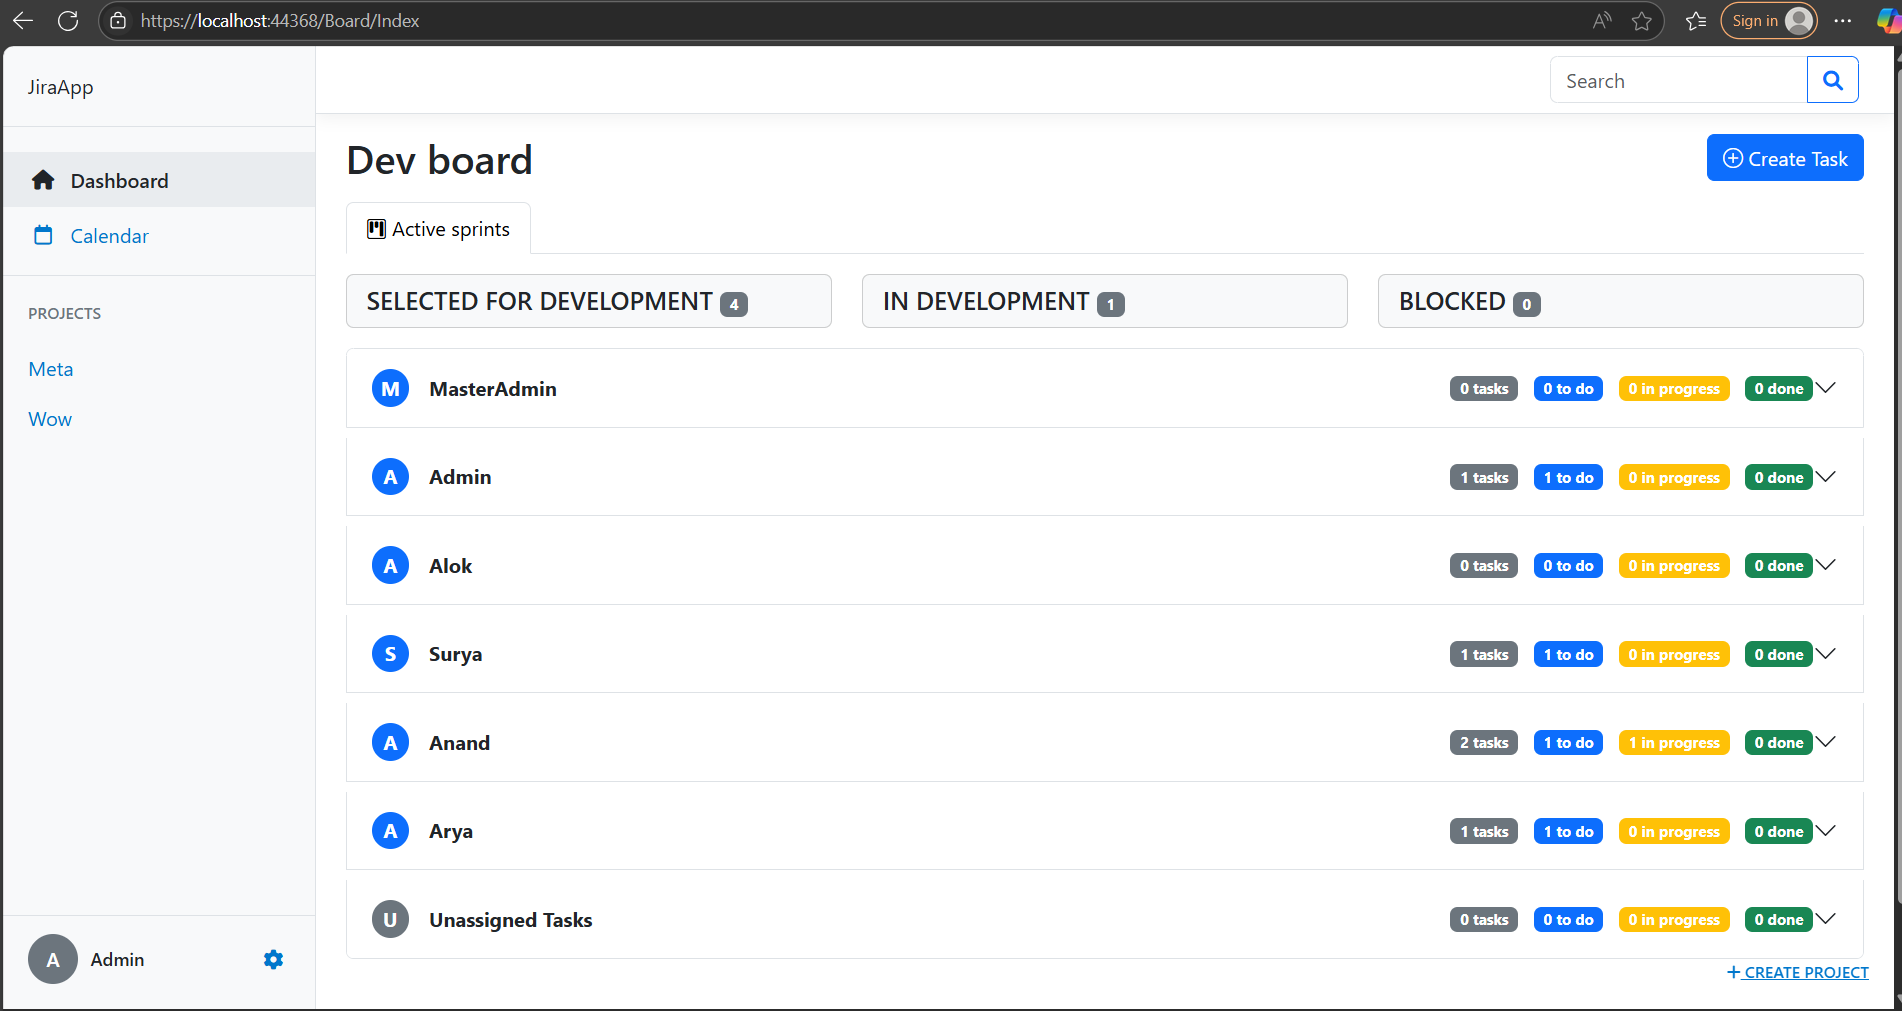 https://localhost:44368/Board/Index
Sign in
JiraApp
Search
Dashboard
Calendar
PROJECTS
Meta
Wow
A Admin
Dev board
Create Task
Active sprints
SELECTED FOR DEVELOPMENT 4
IN DEVELOPMENT 1
BLOCKED 0
M MasterAdmin 0 tasks 0 to do 0 in progress 0 done
A Admin 1 tasks 1 to do 0 in progress 0 done
A Alok 0 tasks 0 to do 0 in progress 0 done
S Surya 1 tasks 1 to do 0 in progress 0 done
A Anand 2 tasks 1 to do 1 in progress 0 done
A Arya 1 tasks 1 to do 0 in progress 0 done
U Unassigned Tasks 0 tasks 0 to do 0 in progress 0 done
+ CREATE PROJECT